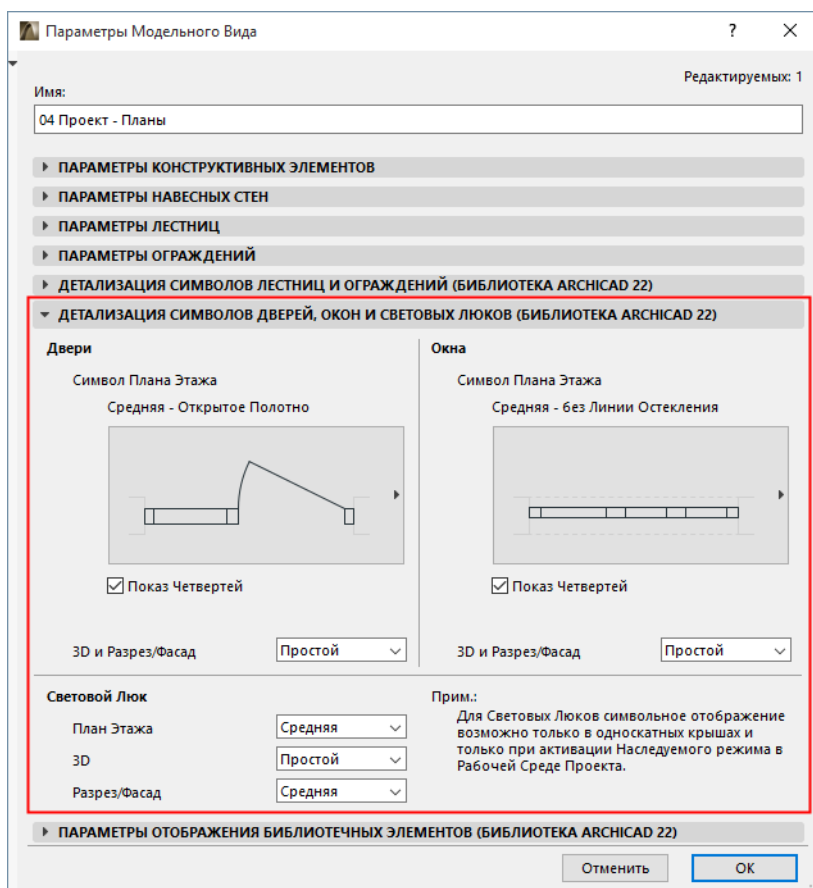 Параметры Модельного Вида
?
Редактируемых: 1
Имя:
04 Проект - Планы
ПАРАМЕТРЫ КОНСТРУКТИВНЫХ ЭЛЕМЕНТОВ
ПАРАМЕТРЫ НАВЕСНЫХ СТЕН
ПАРАМЕТРЫ ЛЕСТНИЦ
ПАРАМЕТРЫ ОГРАЖДЕНИЙ
ДЕТАЛИЗАЦИЯ СИМВОЛОВ ЛЕСТНИЦ И ОГРАЖДЕНИЙ (БИБЛИОТЕКА ARCHICAD 22)
ДЕТАЛИЗАЦИЯ СИМВОЛОВ ДВЕРЕЙ, ОКОН И СВЕТОВЫХ ЛЮКОВ (БИБЛИОТЕКА ARCHICAD 22)
Двери
Символ Плана Этажа
Средняя - Открытое Полотно
Показ Четвертей
3D и Разрез/Фасад
Простой
Окна
Символ Плана Этажа
Средняя - без Линии Остекления
Показ Четвертей
3D и Разрез/Фасад
Простой
Световой Люк
План Этажа
Средняя
3D
Простой
Разрез/Фасад
Средняя
Прим.:
Для Световых Люков символьное отображение
возможно только в односкатных крышах и
только при активации Наследуемого режима в
Рабочей Среде Проекта.
ПАРАМЕТРЫ ОТОБРАЖЕНИЯ БИБЛИОТЕЧНЫХ ЭЛЕМЕНТОВ (БИБЛИОТЕКА ARCHICAD 22)
Отменить
OK